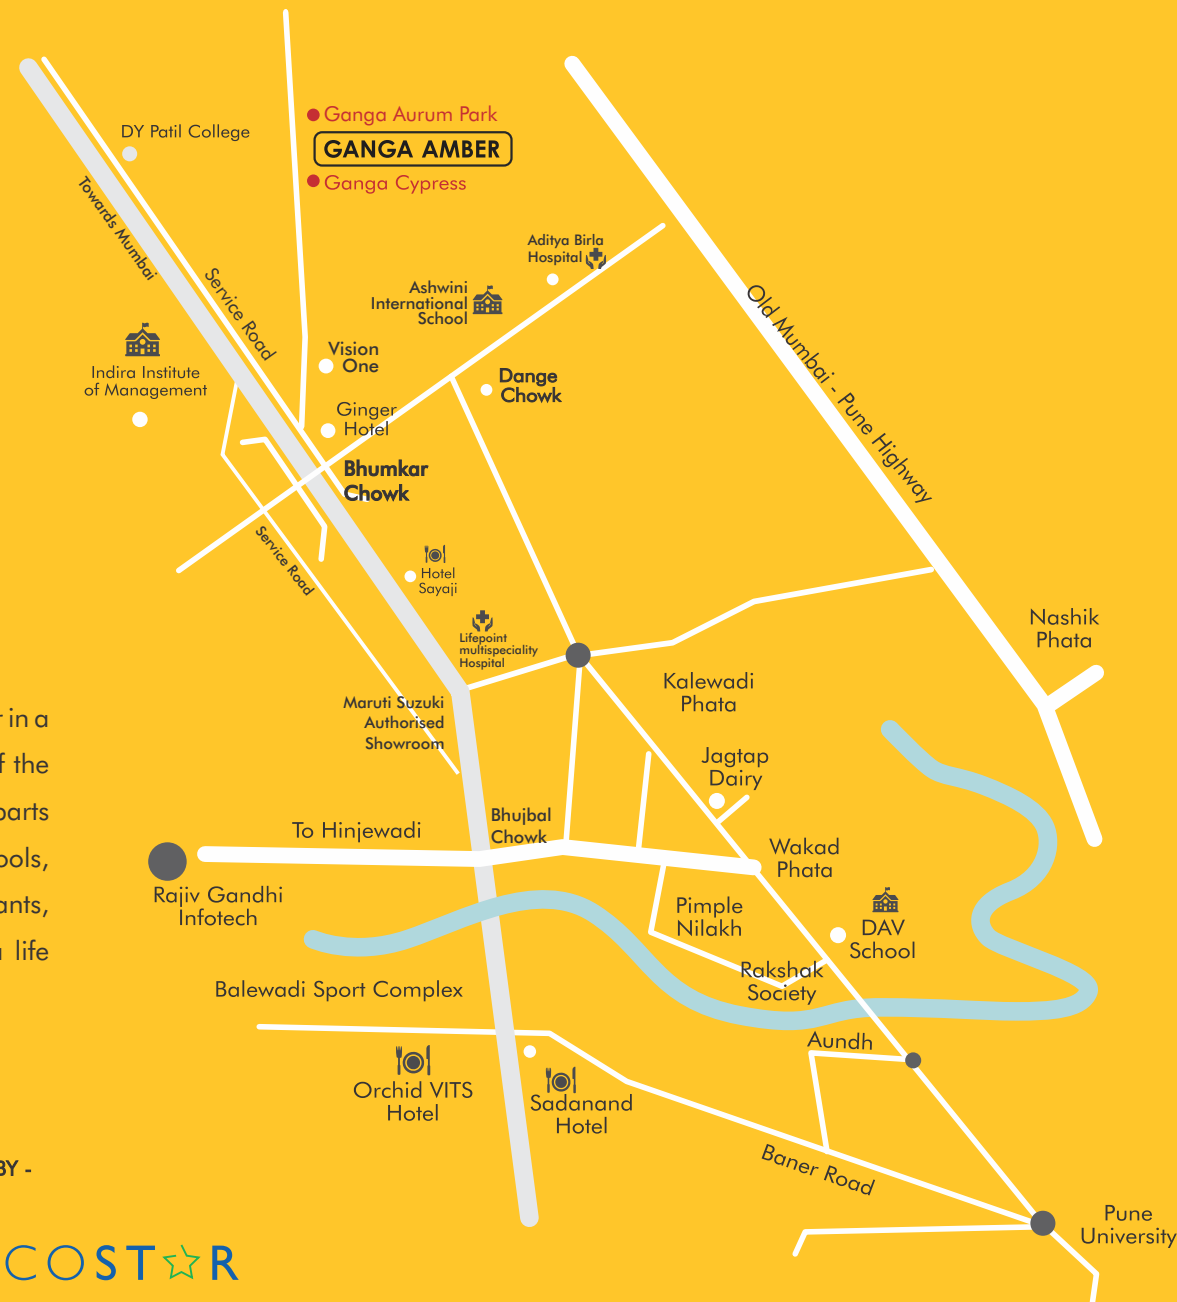 Ganga Aurum Park
DY Patil College
GANGA AMBER
Ganga Cypress
Towards Mumbai
Aditya Birla
Hospital
Service Road
Ashwini
International
School
Old Mumbai - Pune Highway
Vision
One
Indira Institute
of Management
Dange
Chowk
Ginger
Hotel
Bhumkar
Chowk
Service Road
Hotel
Sayaji
Lifepoint
multispeciality
Hospital
Nashik
Phata
Kalewadi
Phata
Maruti Suzuki
Authorised
Showroom
r in a
f the
Jagtap
Dairy
parts
Bhujbal
Chowk
To Hinjewadi
Wakad
Phata
ools,
Rajiv Gandhi
Infotech
ants,
Pimple
Nilakh
DAV
School
life
Rakshak
Society
Balewadi Sport Complex
Aundh
Orchid VITS
Hotel
Sadanand
Hotel
BY -
Baner Road
Pune
University
COSTAR